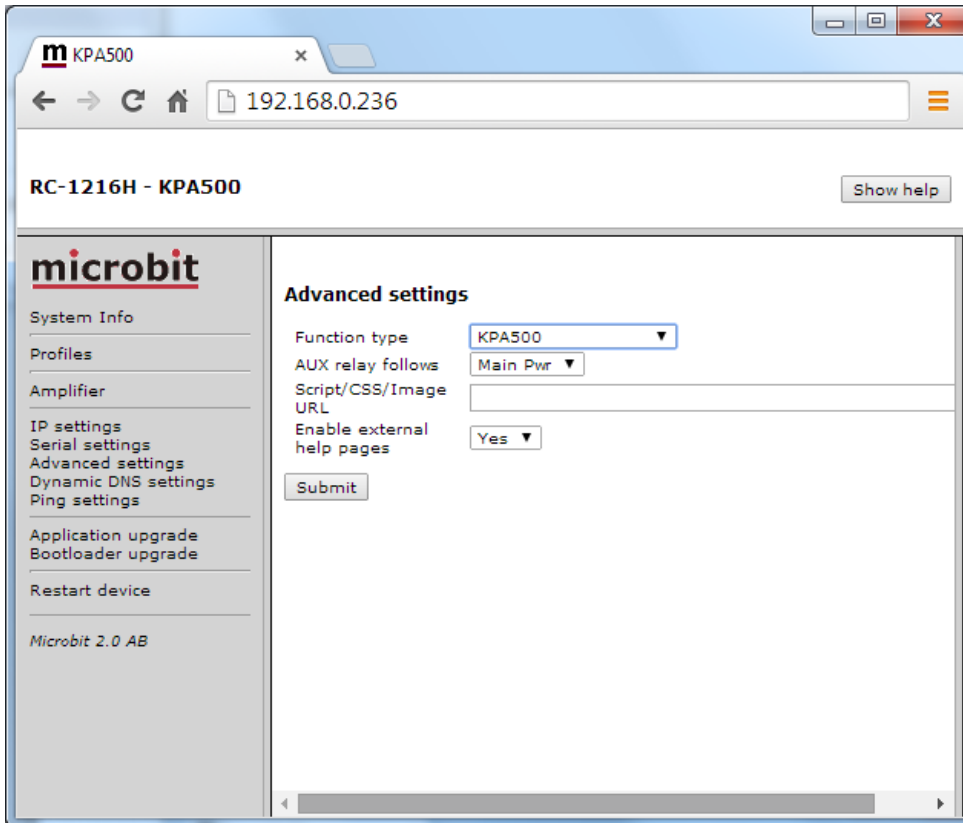 m KPA500
192.168.0.236
RC-1216H - KPA500
Show help
microbit
System Info
Profiles
Amplifier
IP settings
Serial settings
Advanced settings
Dynamic DNS settings
Ping settings
Application upgrade
Bootloader upgrade
Restart device
Microbit 2.0 AB
Advanced settings
Function type KPA500
AUX relay follows Main Pwr
Script/CSS/Image
URL
Enable external
help pages Yes
Submit